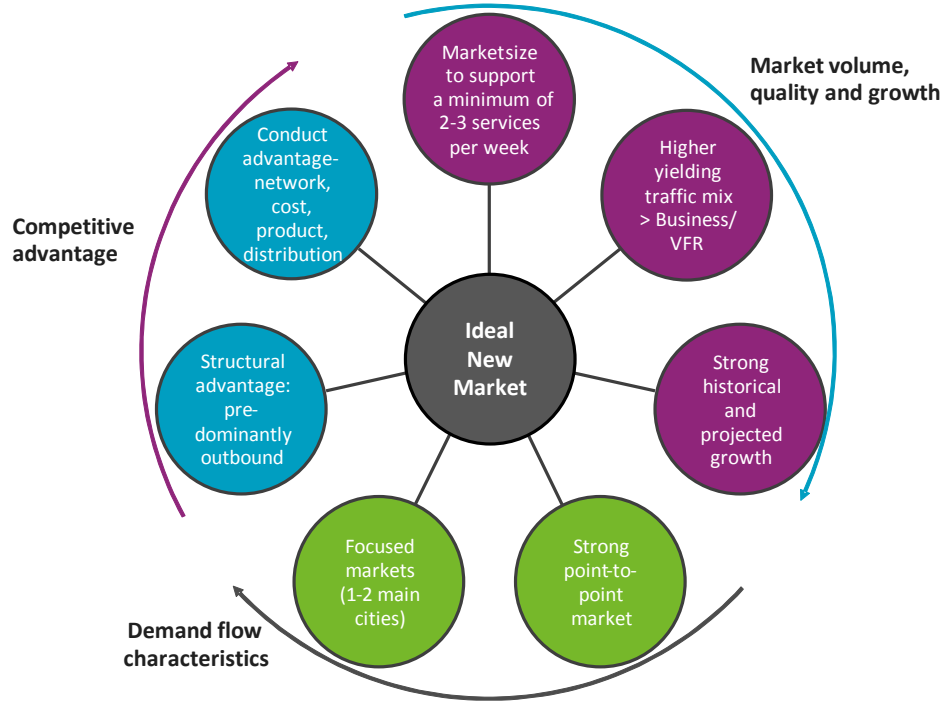 Marketsize
to support
a minimum of
2-3 services
per week
Market volume,
quality and growth
Conduct
advantage-
network,
cost,
product,
distribution
Higher
yielding
traffic mix
> Business/
VFR
Competitive
advantage
Ideal
New
Market
Structural
advantage:
pre-
dominantly
outbound
Strong
historical
and
projected
growth
Focused
markets
(1-2 main
cities)
Strong
point-to-
point
market
Demand flow
characteristics